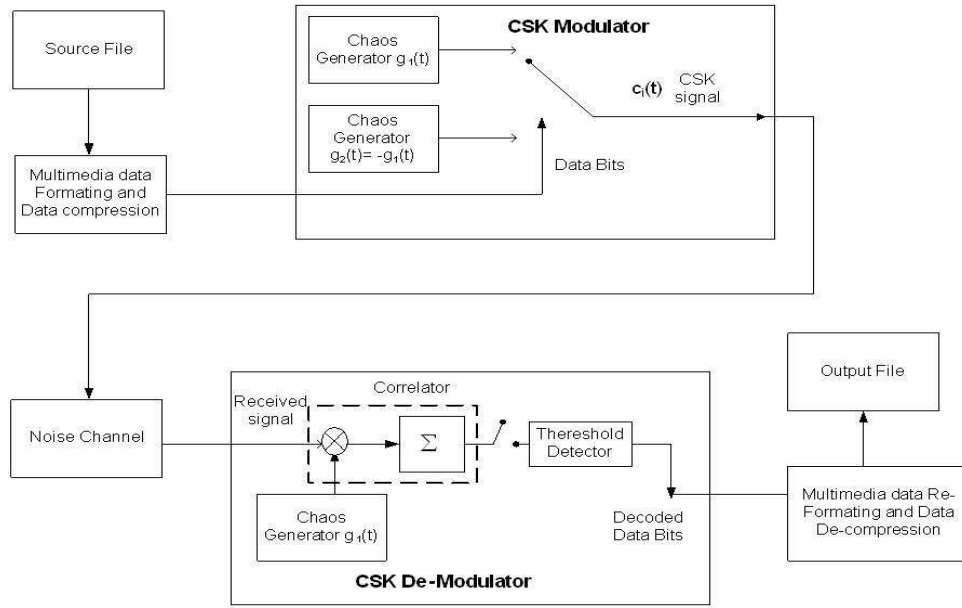 Source File
Multimedia data
Formating and
Data compression
CSK Modulator
Chaos
Generator g₁(t)
Chaos
Generator
g₂(t)= -g₁(t)
cᵢ(t) CSK
signal
Data Bits
Noise Channel
Received
signal
Correlator
Σ
Chaos
Generator g₁(t)
Thereshold
Detector
Decoded
Data Bits
CSK De-Modulator
Output File
Multimedia data Re-
Formating and Data
De-compression